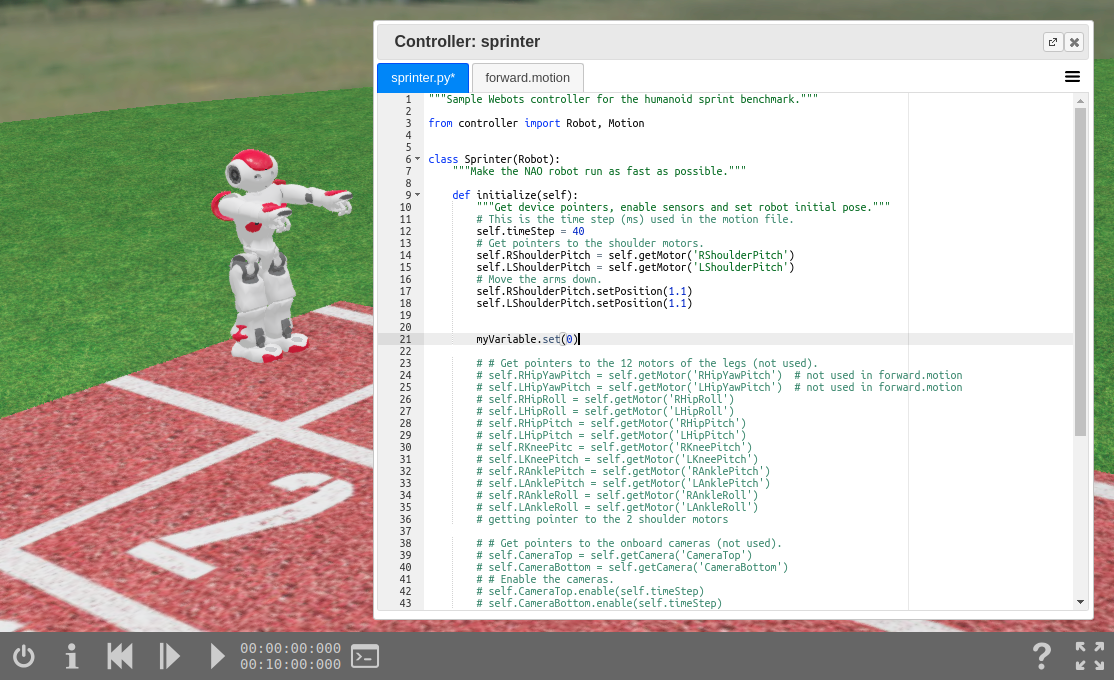 Controller: sprinter
sprinter.py* forward.motion
1 """Sample Webots controller for the humanoid sprint benchmark."""
2
3 from controller import Robot, Motion
4
5
6 class Sprinter(Robot):
7 """Make the NAO robot run as fast as possible."""
8
9 def initialize(self):
10 """Get device pointers, enable sensors and set robot initial pose."""
11 # This is the time step (ms) used in the motion file.
12 self.timeStep = 40
13 # Get pointers to the shoulder motors.
14 self.RShoulderPitch = self.getMotor('RShoulderPitch')
15 self.LShoulderPitch = self.getMotor('LShoulderPitch')
16 # Move the arms down.
17 self.RShoulderPitch.setPosition(1.1)
18 self.LShoulderPitch.setPosition(1.1)
19
20
21 myVariable.set(0)
22
23 # # Get pointers to the 12 motors of the legs (not used).
24 # self.RHipYawPitch = self.getMotor('RHipYawPitch')  # not used in forward.motion
25 # self.LHipYawPitch = self.getMotor('LHipYawPitch')  # not used in forward.motion
26 # self.RHipRoll = self.getMotor('RHipRoll')
27 # self.LHipRoll = self.getMotor('LHipRoll')
28 # self.RHipPitch = self.getMotor('RHipPitch')
29 # self.LHipPitch = self.getMotor('LHipPitch')
30 # self.RKneePitc = self.getMotor('RKneePitch')
31 # self.LKneePitch = self.getMotor('LKneePitch')
32 # self.RAnklePitch = self.getMotor('RAnklePitch')
33 # self.LAnklePitch = self.getMotor('LAnklePitch')
34 # self.RAnkleRoll = self.getMotor('RAnkleRoll')
35 # self.LAnkleRoll = self.getMotor('LAnkleRoll')
36 # getting pointer to the 2 shoulder motors
37
38 # # Get pointers to the onboard cameras (not used).
39 # self.CameraTop = self.getCamera('CameraTop')
40 # self.CameraBottom = self.getCamera('CameraBottom')
41 # # Enable the cameras.
42 # self.CameraTop.enable(self.timeStep)
43 # self.CameraBottom.enable(self.timeStep)
2
00:00:00:000
00:10:00:000
?